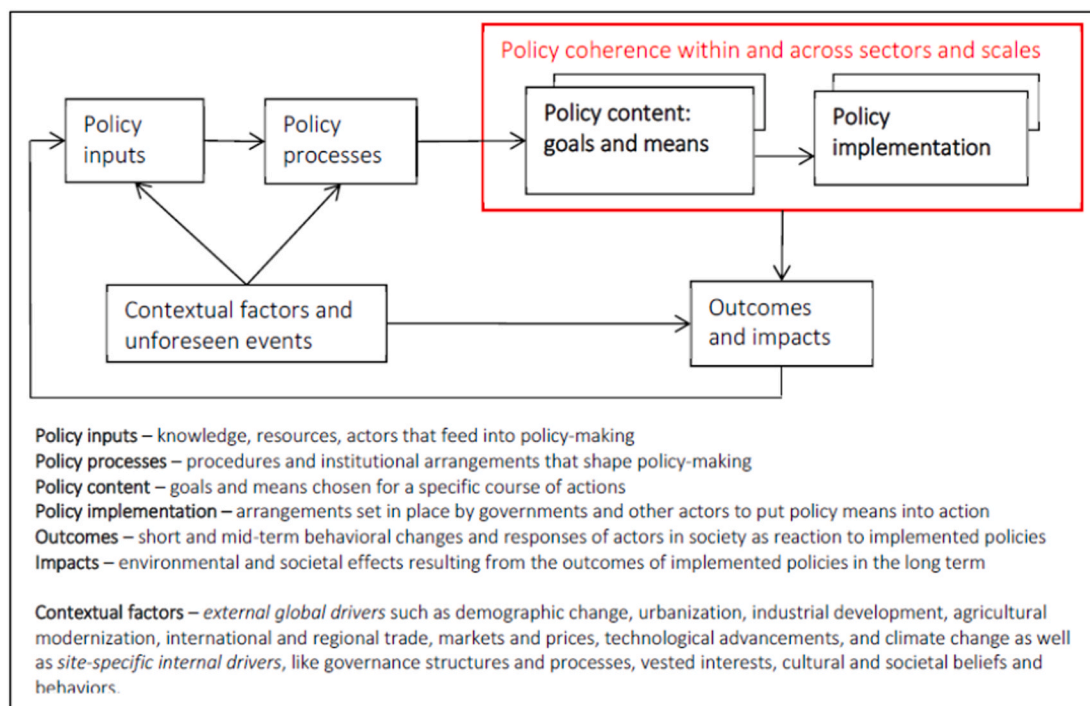 Policy coherence within and across sectors and scales
Policy
inputs
Policy
processes
Policy content:
goals and means
Policy
implementation
Contextual factors and
unforeseen events
Outcomes
and impacts
Policy inputs – knowledge, resources, actors that feed into policy-making
Policy processes – procedures and institutional arrangements that shape policy-making
Policy content – goals and means chosen for a specific course of actions
Policy implementation – arrangements set in place by governments and other actors to put policy means into action
Outcomes – short and mid-term behavioral changes and responses of actors in society as reaction to implemented policies
Impacts – environmental and societal effects resulting from the outcomes of implemented policies in the long term
Contextual factors – external global drivers such as demographic change, urbanization, industrial development, agricultural
modernization, international and regional trade, markets and prices, technological advancements, and climate change as well
as site-specific internal drivers, like governance structures and processes, vested interests, cultural and societal beliefs and
behaviors.